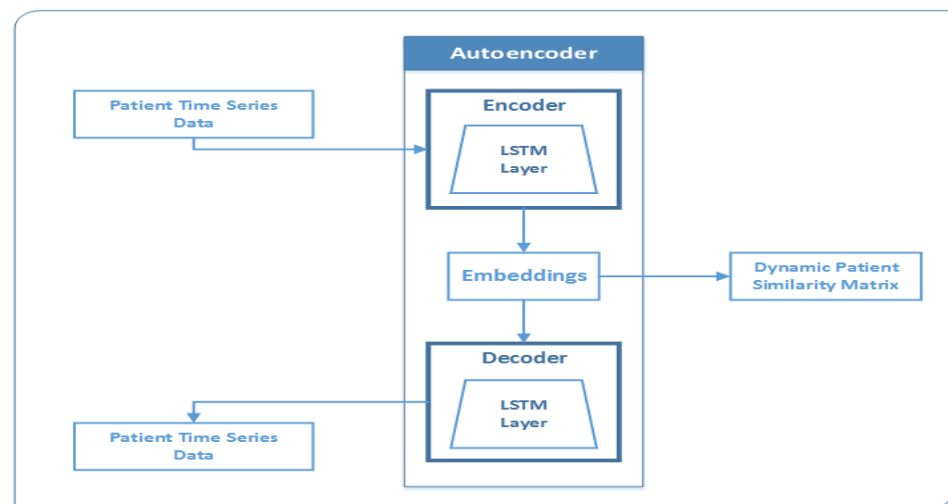 Autoencoder
Patient Time Series
Data
Encoder
LSTM
Layer
Embeddings
Dynamic Patient
Similarity Matrix
Decoder
LSTM
Layer
Patient Time Series
Data